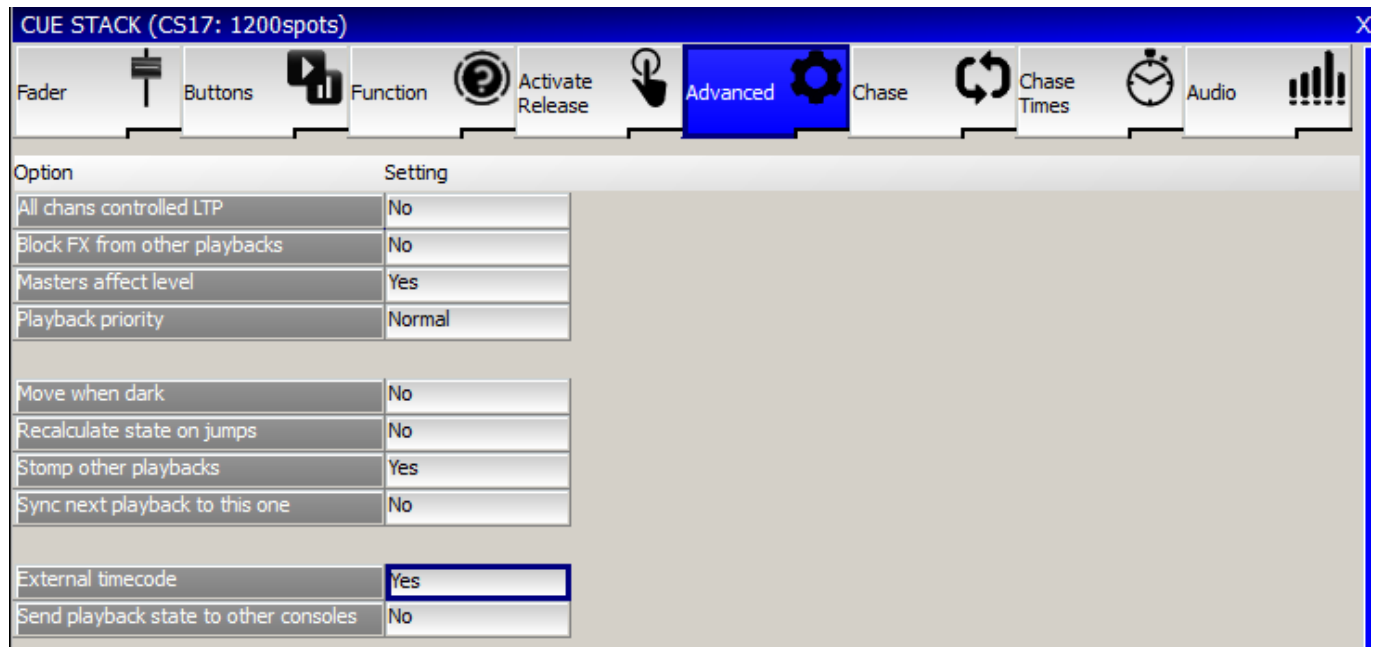 CUE STACK (CS17: 1200spots) X
Fader Buttons Function Activate Release Advanced Chase Chase Times Audio
Option Setting
All chans controlled LTP No
Block FX from other playbacks No
Masters affect level Yes
Playback priority Normal
Move when dark No
Recalculate state on jumps No
Stomp other playbacks Yes
Sync next playback to this one No
External timecode Yes
Send playback state to other consoles No